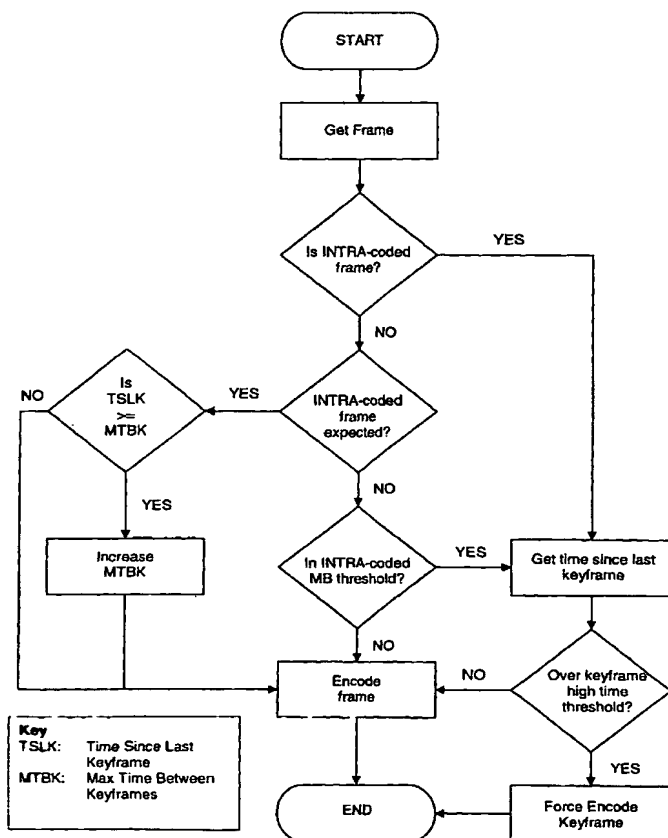 START
Get Frame
Is INTRA-coded
frame?
YES
NO
INTRA-coded
frame
expected?
YES
Is
TSLK
>=
MTBK
NO
YES
NO
Increase
MTBK
In INTRA-coded
MB threshold?
YES
Get time since last
keyframe
NO
Encode
frame
NO
Over keyframe
high time
threshold?
YES
Key
TSLK: Time Since Last
Keyframe
MTBK: Max Time Between
Keyframes
END
Force Encode
Keyframe